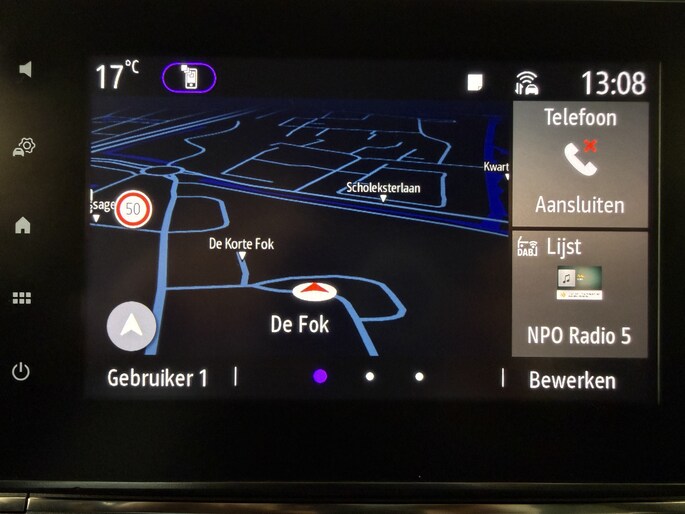 17°C
13:08
Telefoon
Aansluiten
DAB
Lijst
NPO Radio 5
Kwart
Scholeksterlaan
ssage
50
De Korte Fok
De Fok
Gebruiker 1
Bewerken